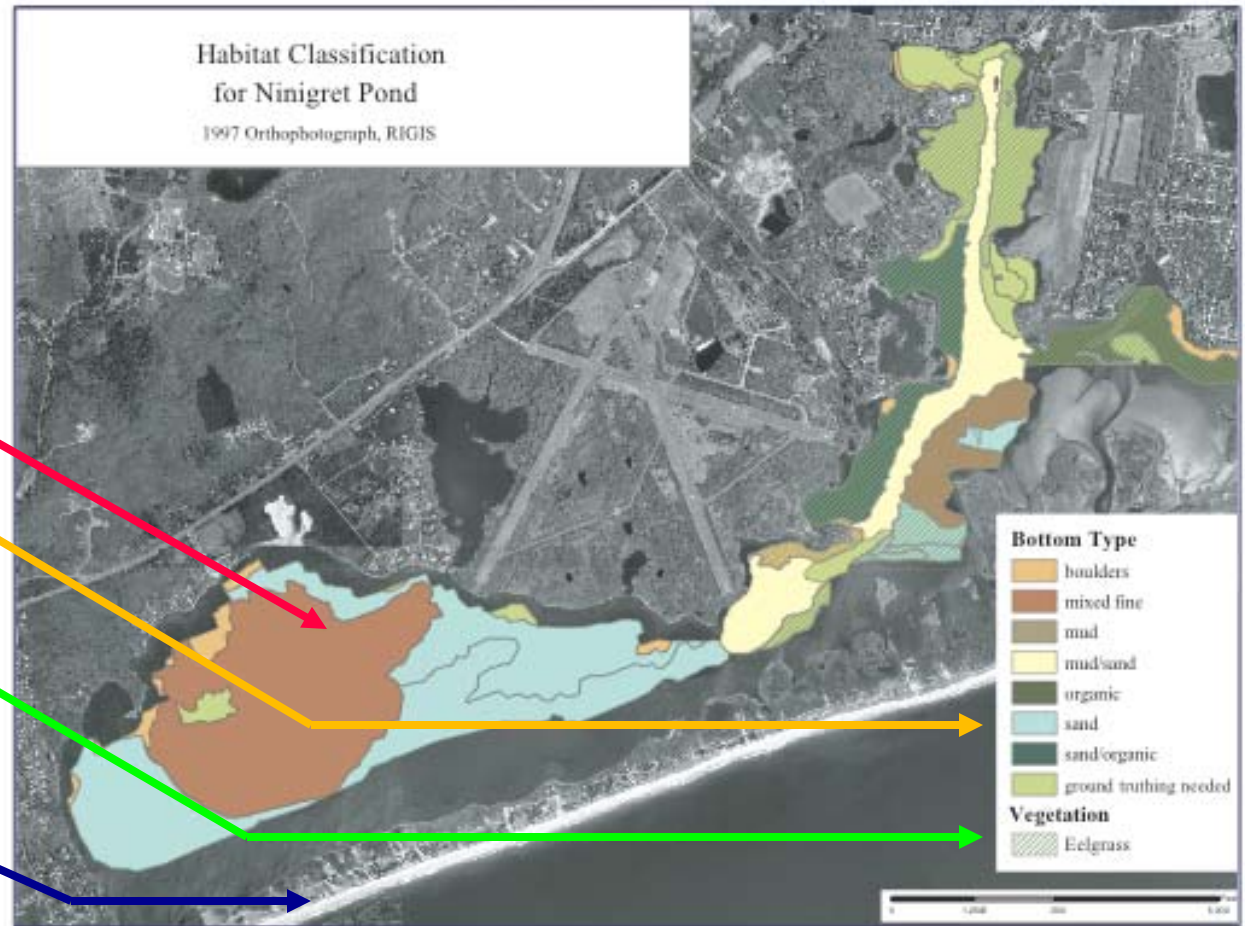 Habitat Classification
for Ninigret Pond
1997 Orthophotograph, RIGIS
Bottom Type
boulders
mixed fine
mud
mud/sand
organic
sand
sand/organic
ground truthing needed
Vegetation
Eelgrass